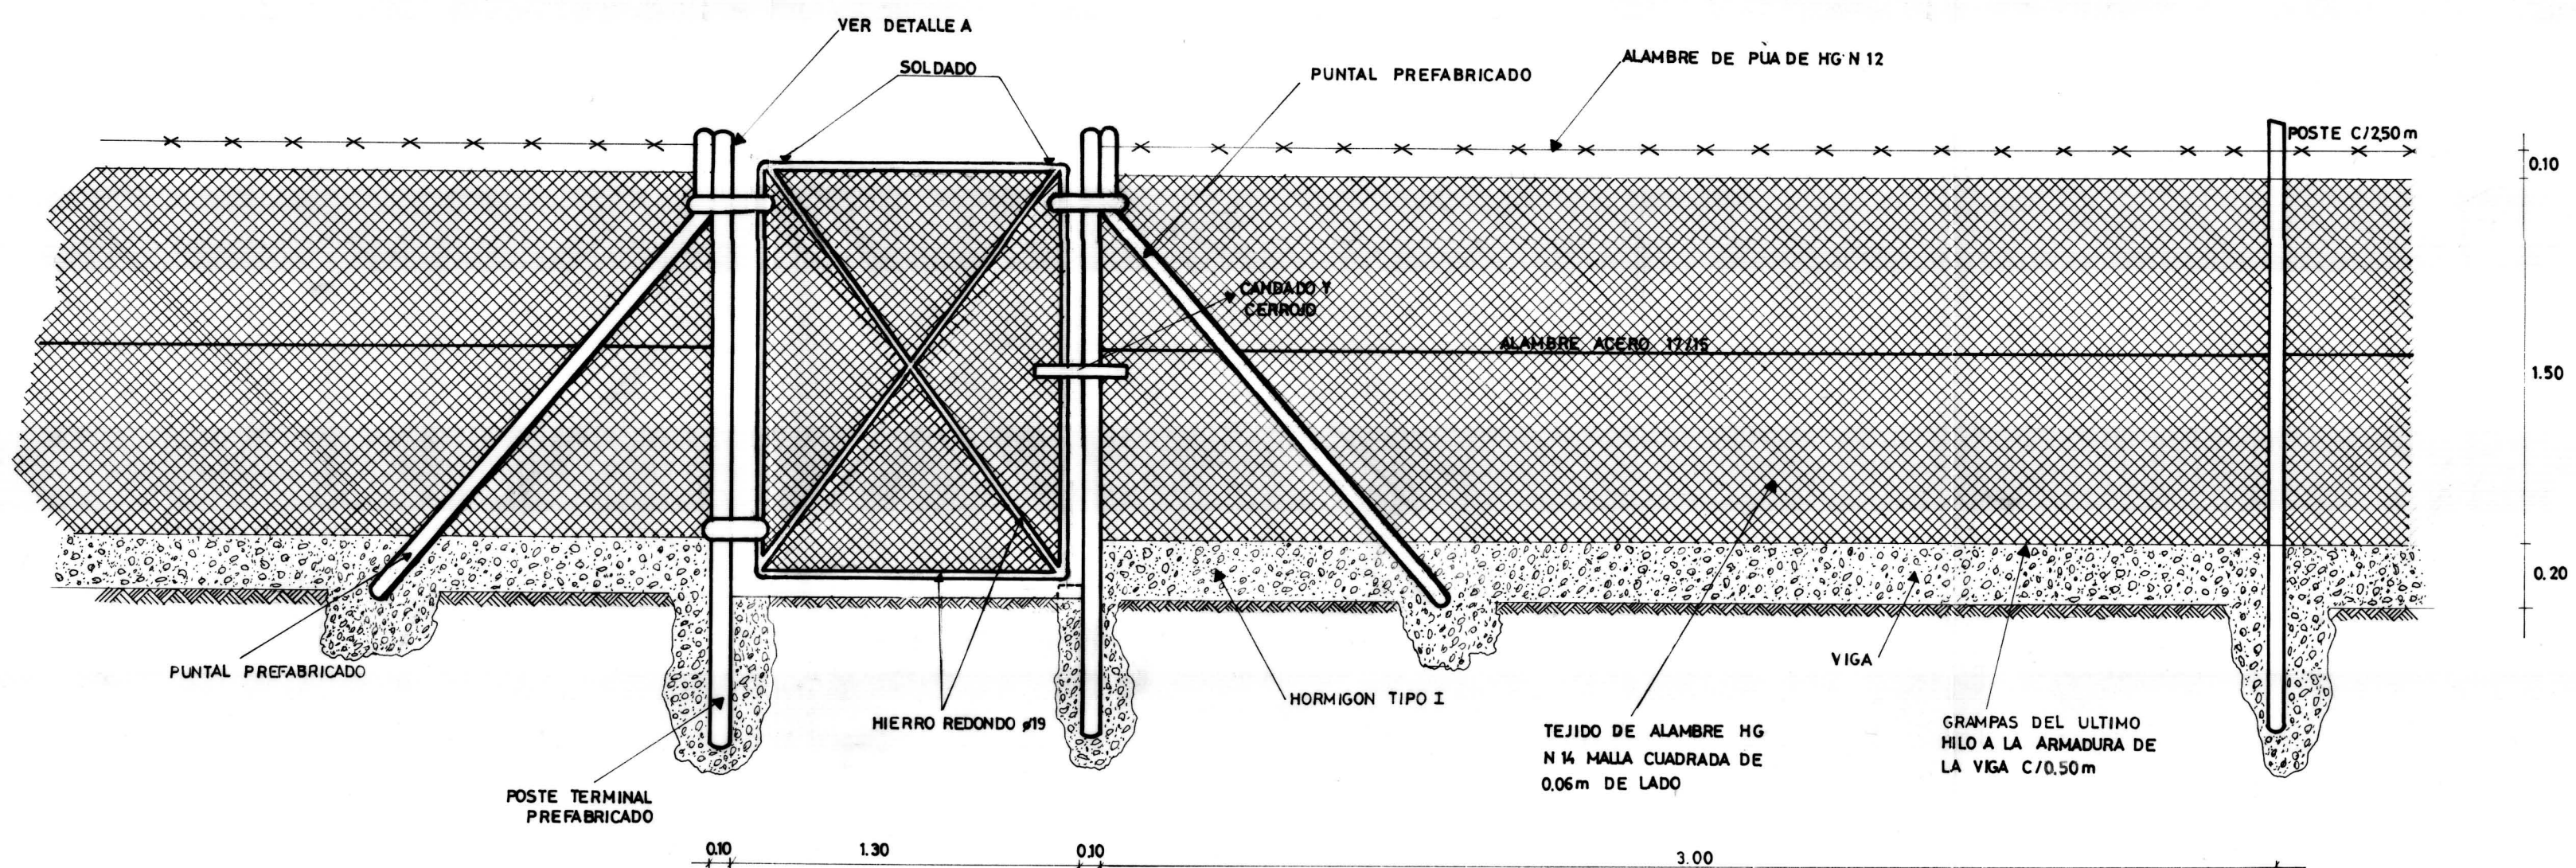 VER DETALLE A
SOLDADO
PUNTAL PREFABRICADO
ALAMBRE DE PÚA DE HG N 12
POSTE C/2,50 m
0.10
CANDADO Y
CERROJO
ALAMBRE ACERO 17/15
1.50
0.20
PUNTAL PREFABRICADO
HIERRO REDONDO ø19
HORMIGON TIPO I
VIGA
TEJIDO DE ALAMBRE HG
N 14 MALLA CUADRADA DE
0.06m DE LADO
GRAMPAS DEL ULTIMO
HILO A LA ARMADURA DE
LA VIGA C/0.50m
POSTE TERMINAL
PREFABRICADO
0.10 1.30 0.10 3.00